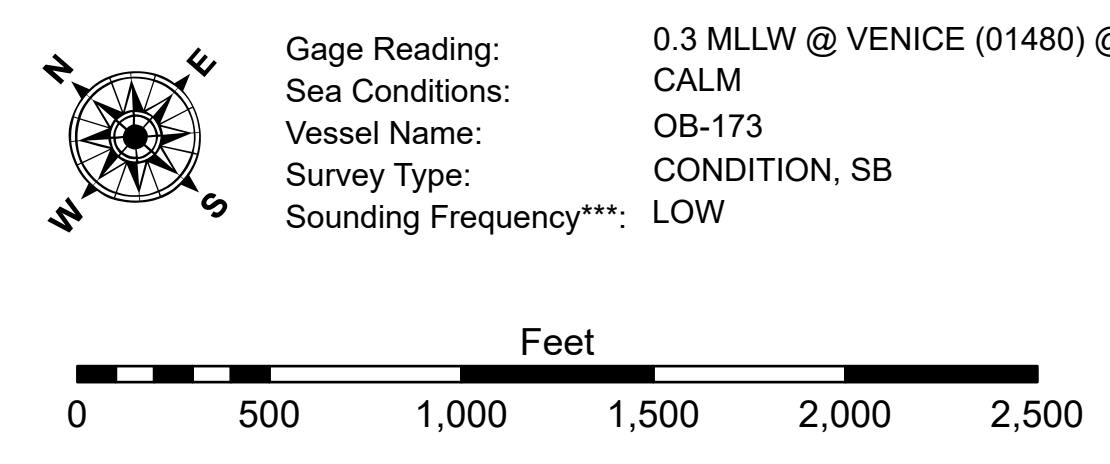 N E
W S
Gage Reading: 0.3 MLLW @ VENICE (01480) @
Sea Conditions: CALM
Vessel Name: OB-173
Survey Type: CONDITION, SB
Sounding Frequency***: LOW
Feet
0 500 1,000 1,500 2,000 2,500